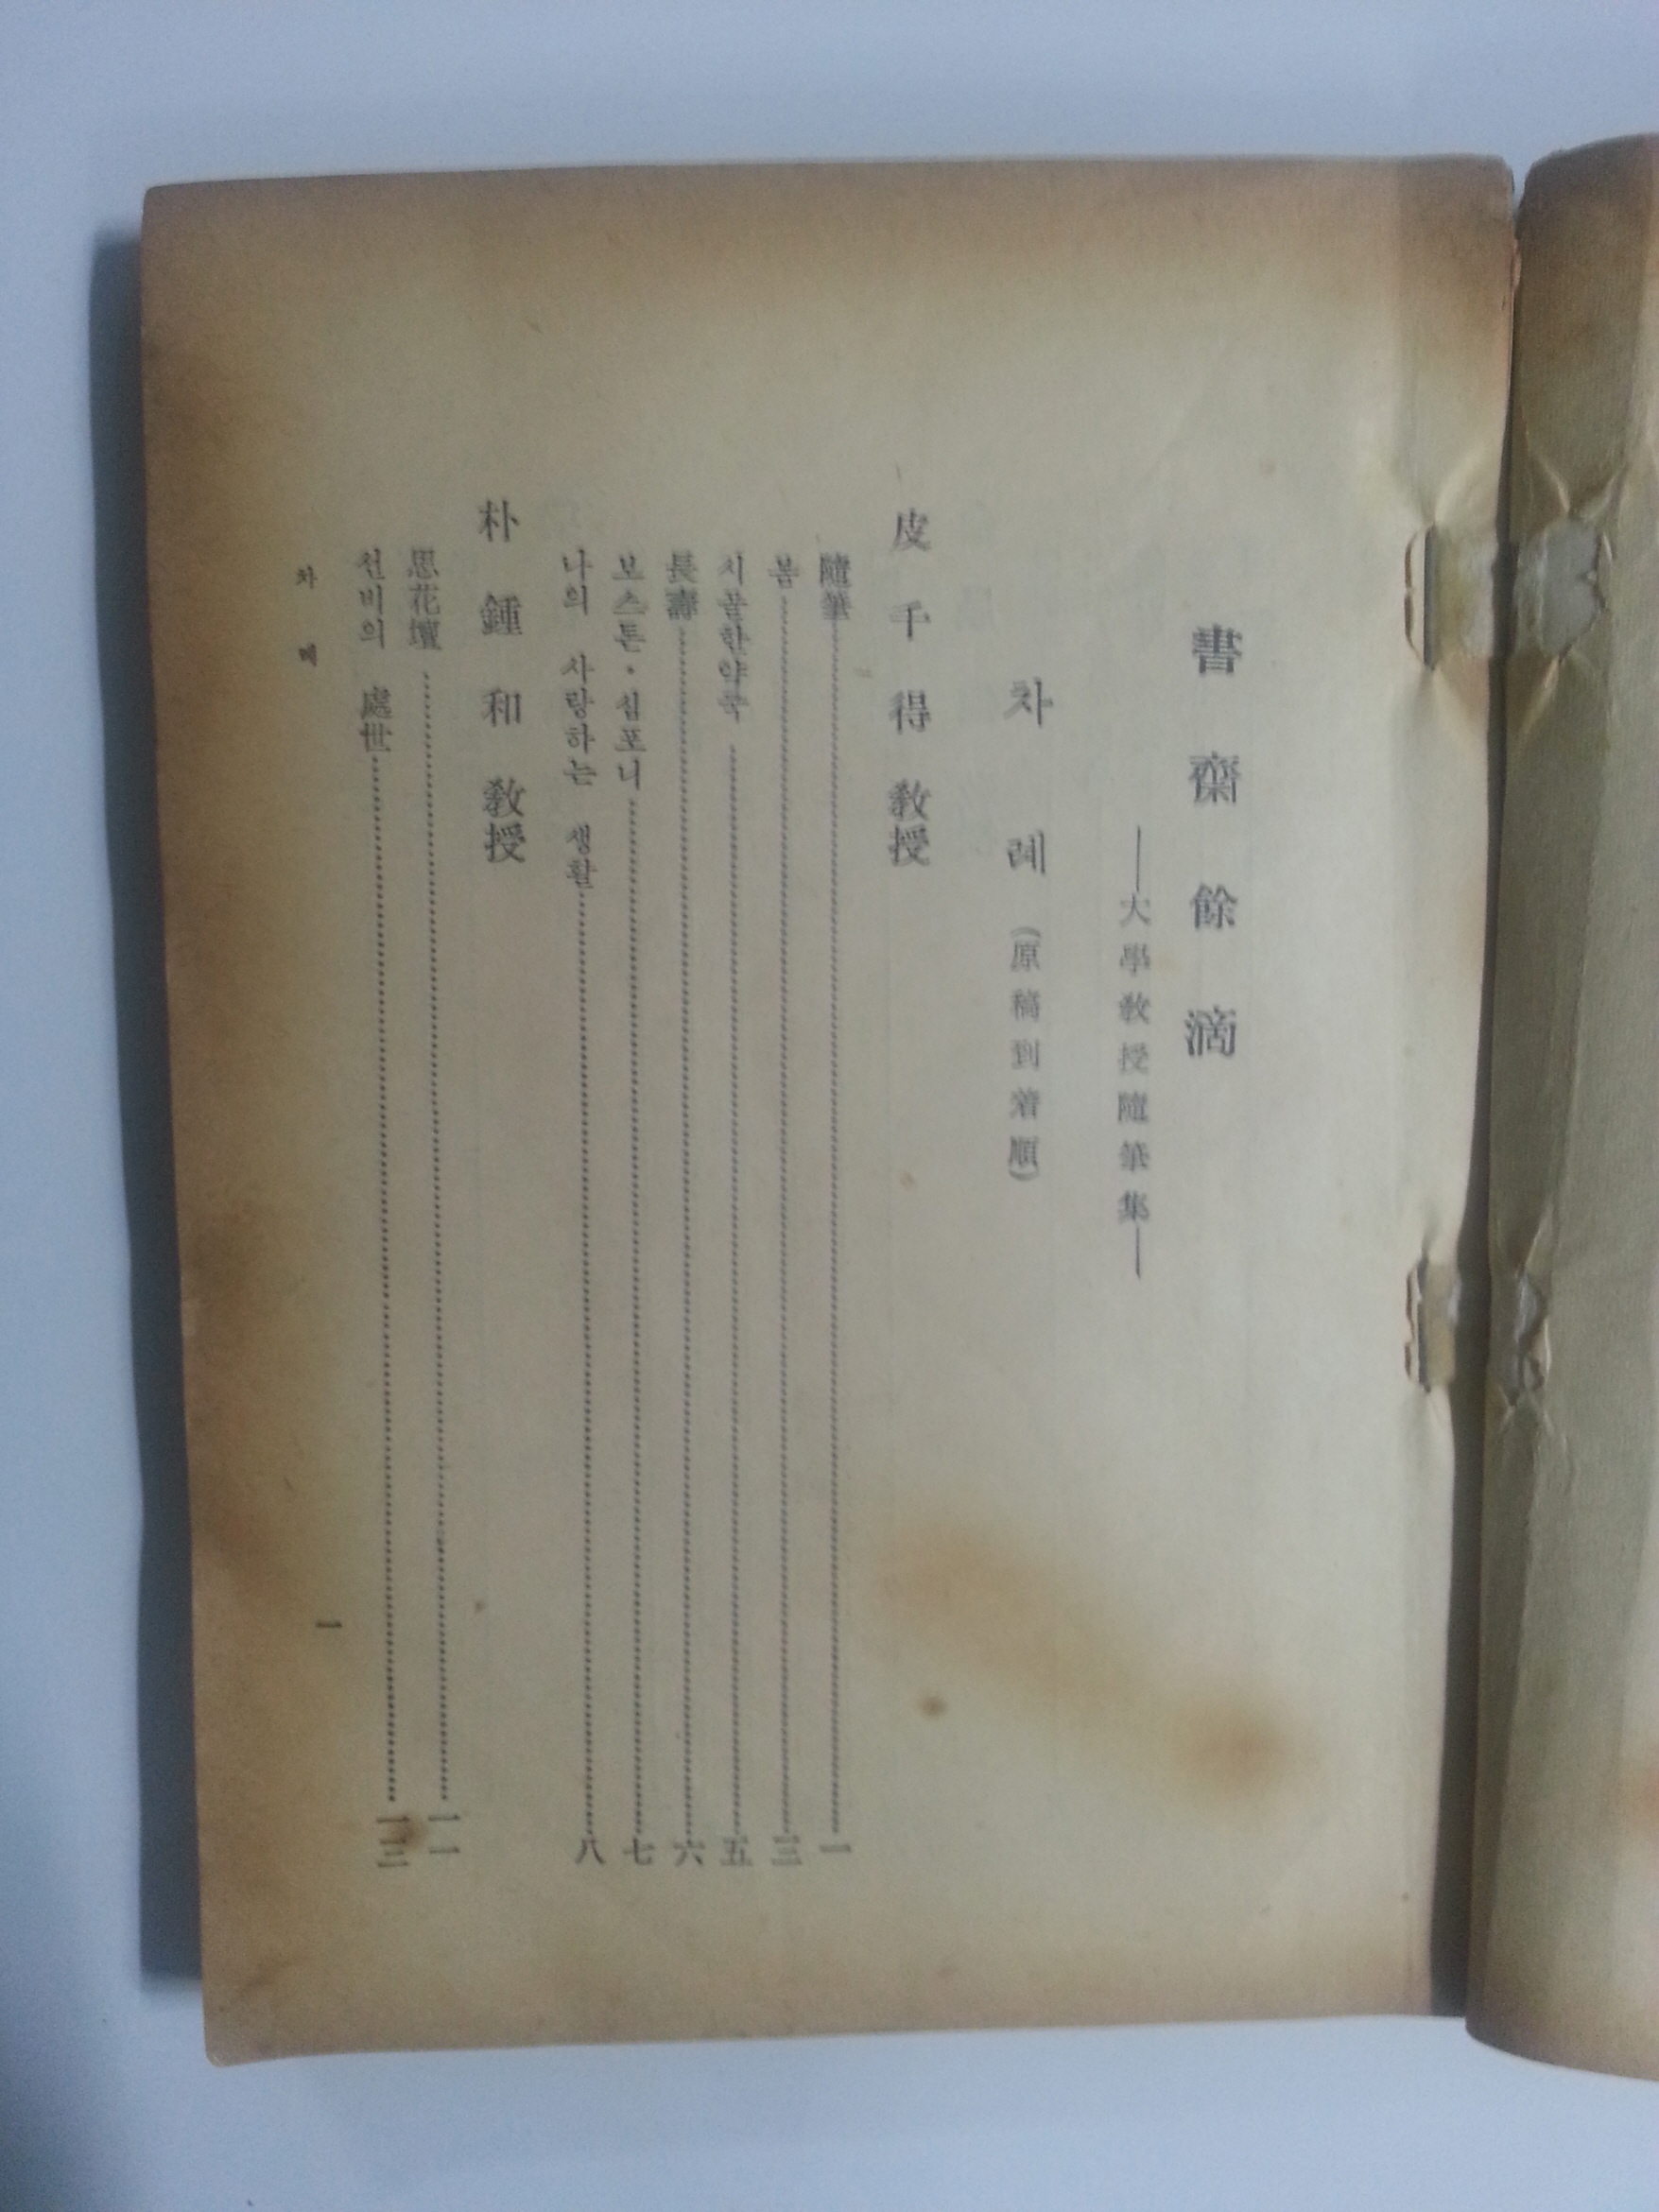 書齋餘滴
—大學教授隨筆集—
차례 (原稿到着順)
皮千得 教授
隨筆……一
봄……三
시골한약국……五
長壽……六
보스톤·심포니……七
나의 사랑하는 생활……八
朴鍾和 教授
思花壇……一一
선비의 處世……一三
차례
一